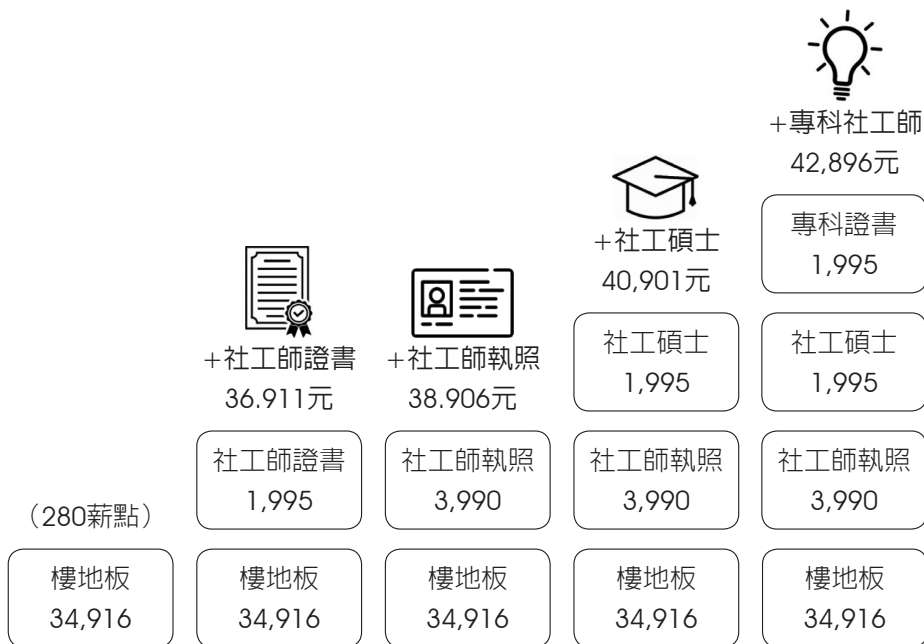 （280薪點）
樓地板
34,916
+社工師證書
36.911元
社工師證書
1,995
樓地板
34,916
+社工師執照
38.906元
社工師執照
3,990
樓地板
34,916
+社工碩士
40,901元
社工碩士
1,995
社工師執照
3,990
樓地板
34,916
+專科社工師
42,896元
專科證書
1,995
社工碩士
1,995
社工師執照
3,990
樓地板
34,916